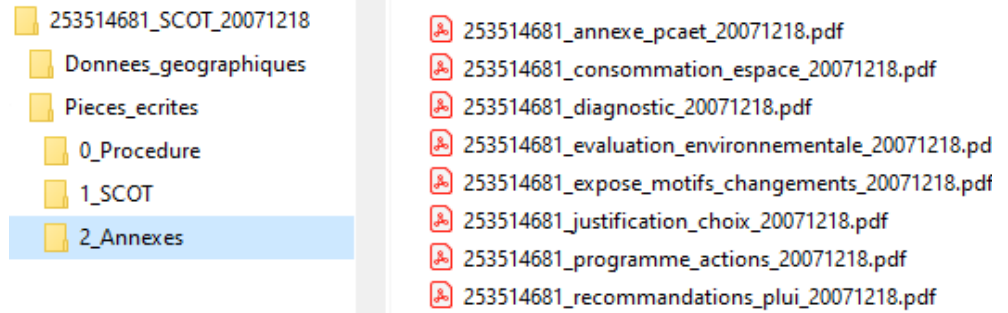 253514681_SCOT_20071218
Donnees_geographiques
Pieces_ecrites
0_Procedure
1_SCOT
2_Annexes
253514681_annexe_pcaet_20071218.pdf
253514681_consommation_espace_20071218.pdf
253514681_diagnostic_20071218.pdf
253514681_evaluation_environnementale_20071218.pd
253514681_expose_motifs_changements_20071218.pdf
253514681_justification_choix_20071218.pdf
253514681_programme_actions_20071218.pdf
253514681_recommandations_plui_20071218.pdf